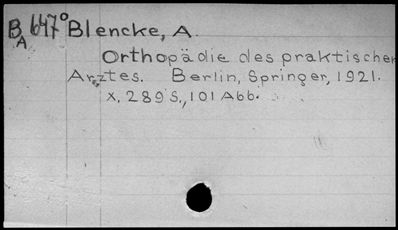 B 647° Blencke, A.
A
Orthopädie des praktischen
Arztes. Berlin, Springer, 1921.
x, 289 S., 101 Abb.